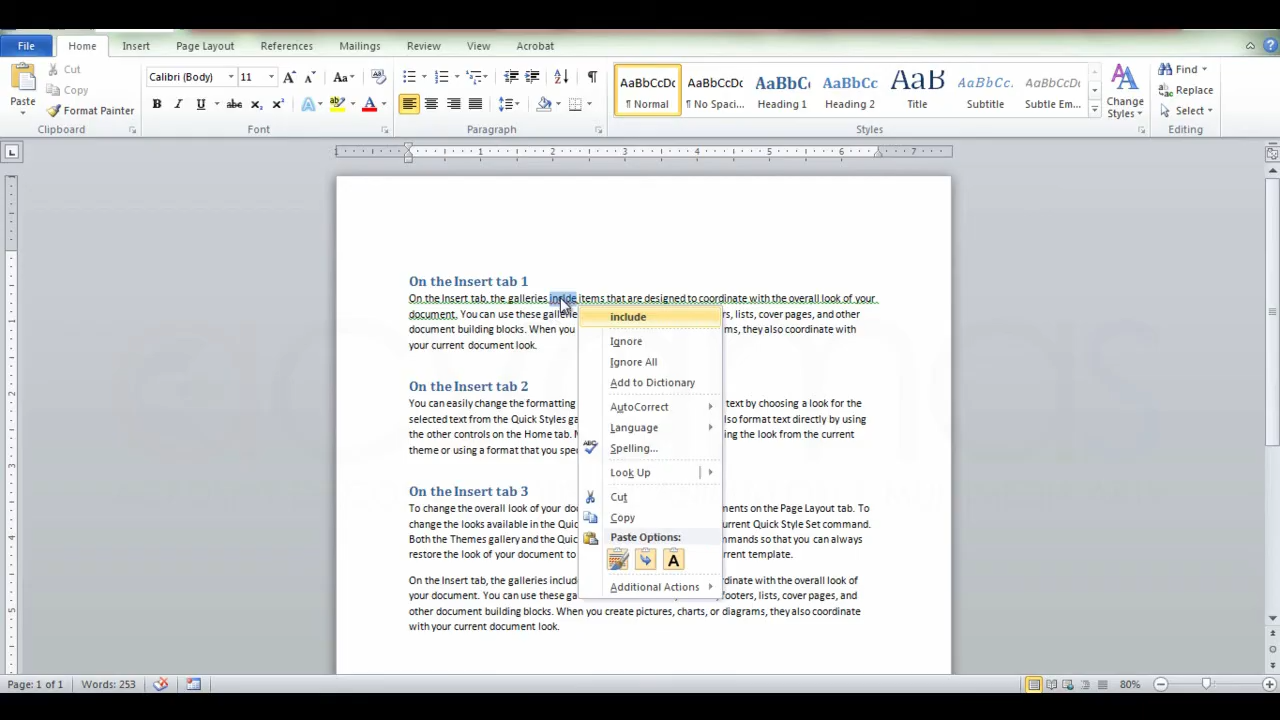 File Home Insert Page Layout References Mailings Review View Acrobat
Paste
Cut
Copy
Format Painter
Clipboard
Calibri (Body) 11
Font
Paragraph
AaBbCcDc AaBbCcDc AaBbC AaBbCc AaB AaBbCc. AaBbCcDc
¶ Normal ¶ No Spaci... Heading 1 Heading 2 Title Subtitle Subtle Em...
Styles
Change
Styles
Find
Replace
Select
Editing
1 1 2 3 4 5 6 7
On the Insert tab 1
On the Insert tab, the galleries items that are designed to coordinate with the overall look of your
document. You can use these galleries rs, lists, cover pages, and other
document building blocks. When you ms, they also coordinate with
your current document look.
On the Insert tab 2
You can easily change the formatting text by choosing a look for the
selected text from the Quick Styles ga lso format text directly by using
the other controls on the Home tab. ng the look from the current
theme or using a format that you spe
On the Insert tab 3
To change the overall look of your do ments on the Page Layout tab. To
change the looks available in the Quic urrent Quick Style Set command.
Both the Themes gallery and the Quic mmands so that you can always
restore the look of your document to rent template.
On the Insert tab, the galleries include dinate with the overall look of
your document. You can use these ga footers, lists, cover pages, and
other document building blocks. When you create pictures, charts, or diagrams, they also coordinate
with your current document look.
include
Ignore
Ignore All
Add to Dictionary
AutoCorrect
Language
Spelling...
Look Up
Cut
Copy
Paste Options:
Additional Actions
Page: 1 of 1 Words: 253 80%